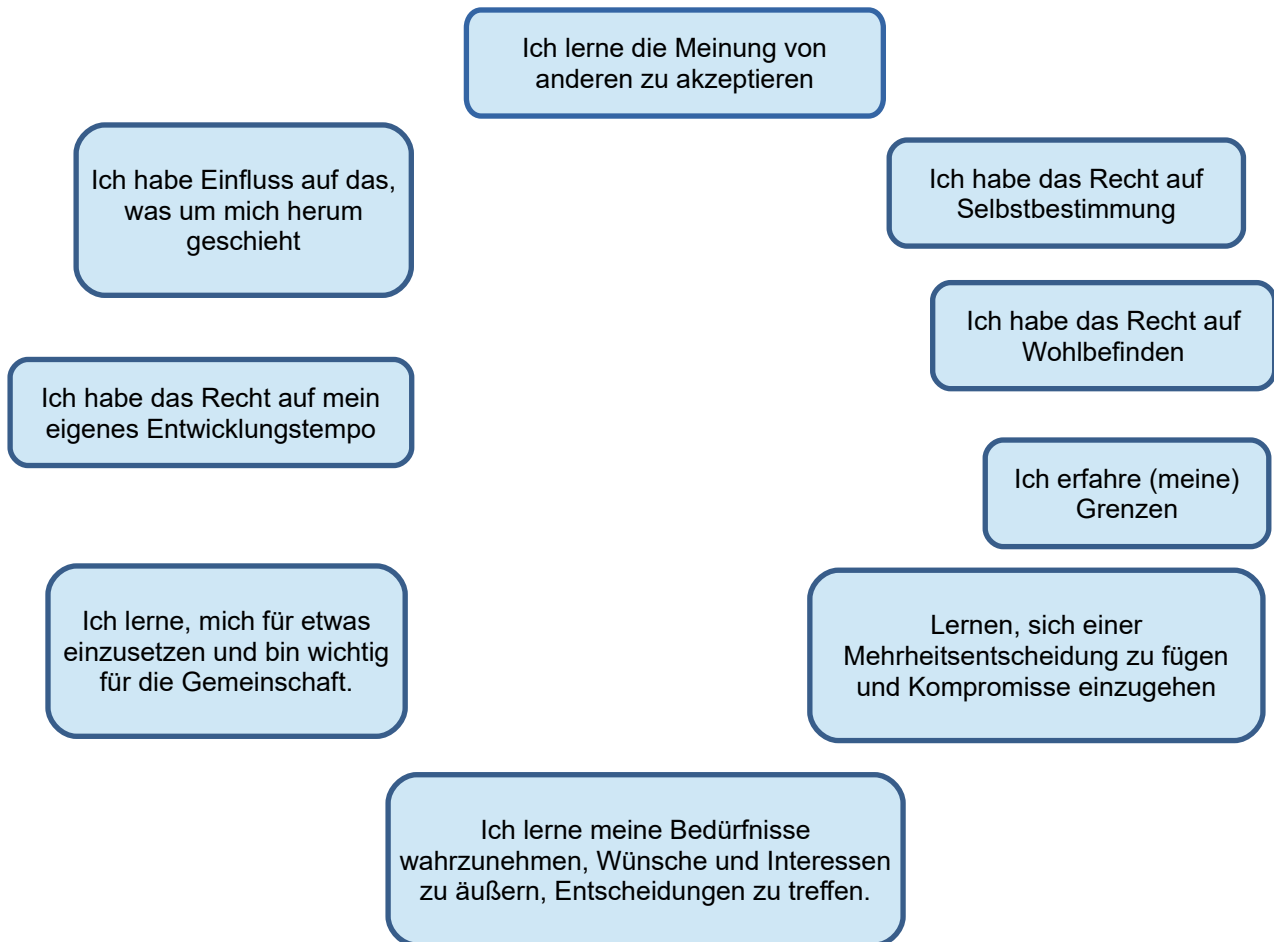 Ich lerne die Meinung von
anderen zu akzeptieren
Ich habe Einfluss auf das,
was um mich herum
geschieht
Ich habe das Recht auf
Selbstbestimmung
Ich habe das Recht auf
Wohlbefinden
Ich habe das Recht auf mein
eigenes Entwicklungstempo
Ich erfahre (meine)
Grenzen
Ich lerne, mich für etwas
einzusetzen und bin wichtig
für die Gemeinschaft.
Lernen, sich einer
Mehrheitsentscheidung zu fügen
und Kompromisse einzugehen
Ich lerne meine Bedürfnisse
wahrzunehmen, Wünsche und Interessen
zu äußern, Entscheidungen zu treffen.